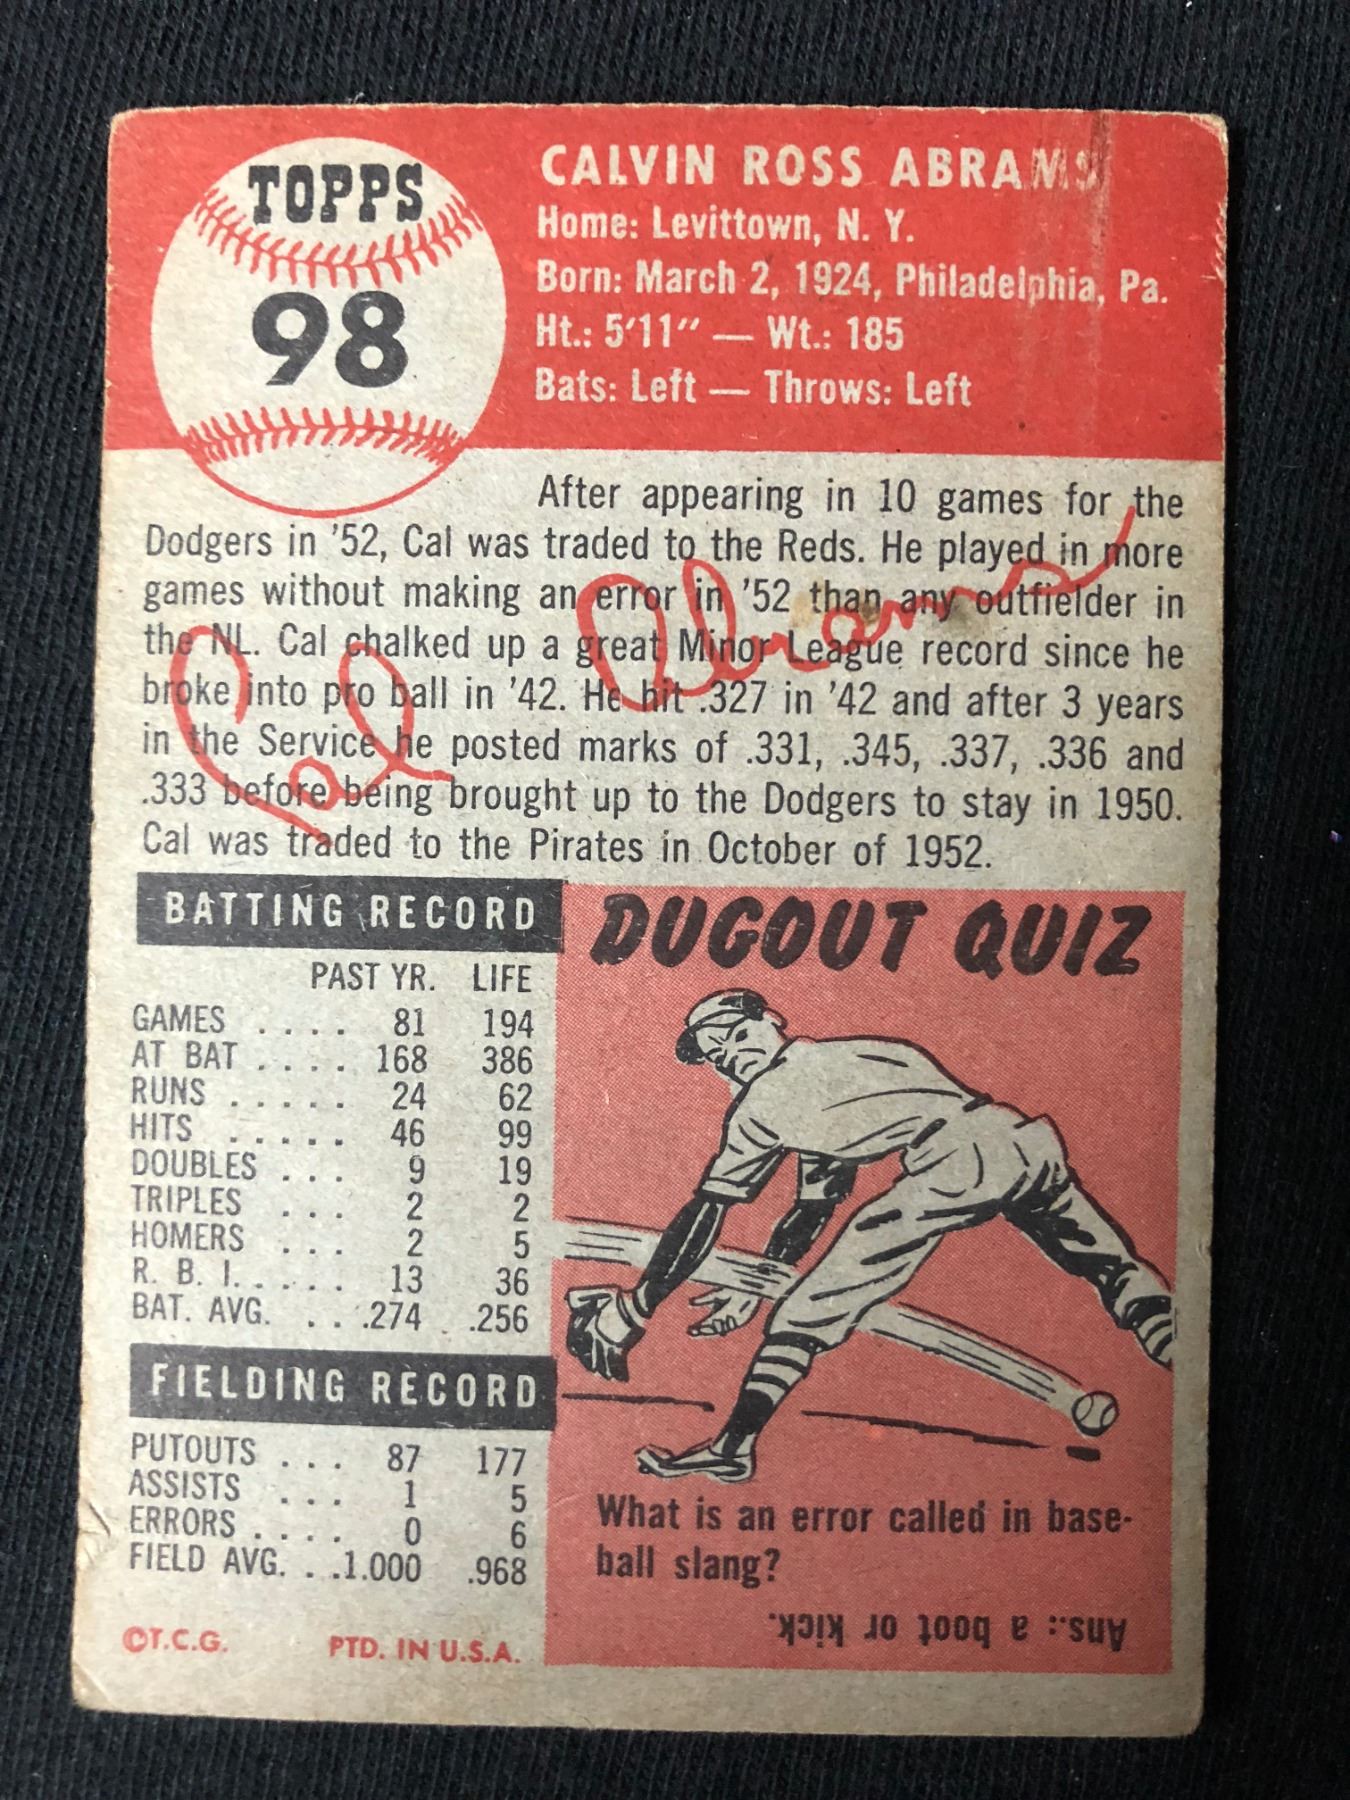 TOPPS
98
CALVIN ROSS ABRAMS
Home: Levittown, N. Y.
Born: March 2, 1924, Philadelphia, Pa.
Ht.: 5'11" — Wt.: 185
Bats: Left — Throws: Left
After appearing in 10 games for the
Dodgers in '52, Cal was traded to the Reds. He played in more
games without making an error in '52 than any outfielder in
the NL. Cal chalked up a great Minor League record since he
broke into pro ball in '42. He hit .327 in '42 and after 3 years
in the Service he posted marks of .331, .345, .337, .336 and
.333 before being brought up to the Dodgers to stay in 1950.
Cal was traded to the Pirates in October of 1952.
Cal Abrams
BATTING RECORD
PAST YR. LIFE
GAMES .... 81 194
AT BAT .... 168 386
RUNS ..... 24 62
HITS ..... 46 99
DOUBLES ... 9 19
TRIPLES ... 2 2
HOMERS ... 2 5
R. B. I. .... 13 36
BAT. AVG. ... .274 .256
FIELDING RECORD
PUTOUTS ... 87 177
ASSISTS ... 1 5
ERRORS .... 0 6
FIELD AVG. ..1.000 .968
©T.C.G. PTD. IN U.S.A.
DUGOUT QUIZ
What is an error called in base-
ball slang?
Ans.: a boot or kick.